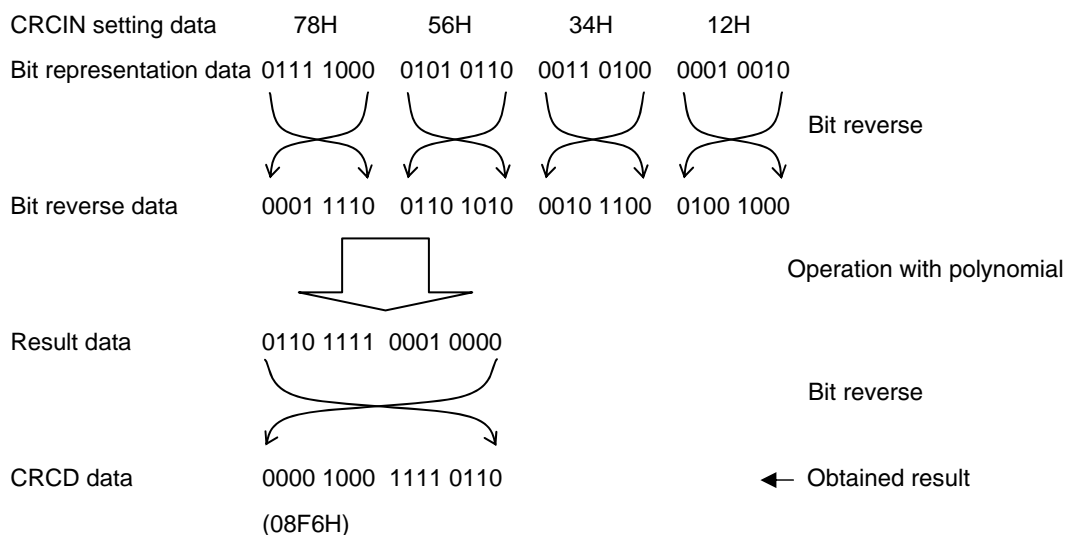 CRCIN setting data 78H 56H 34H 12H
Bit representation data 0111 1000 0101 0110 0011 0100 0001 0010
Bit reverse
Bit reverse data 0001 1110 0110 1010 0010 1100 0100 1000
Operation with polynomial
Result data 0110 1111 0001 0000
Bit reverse
CRCD data 0000 1000 1111 0110 Obtained result
(08F6H)